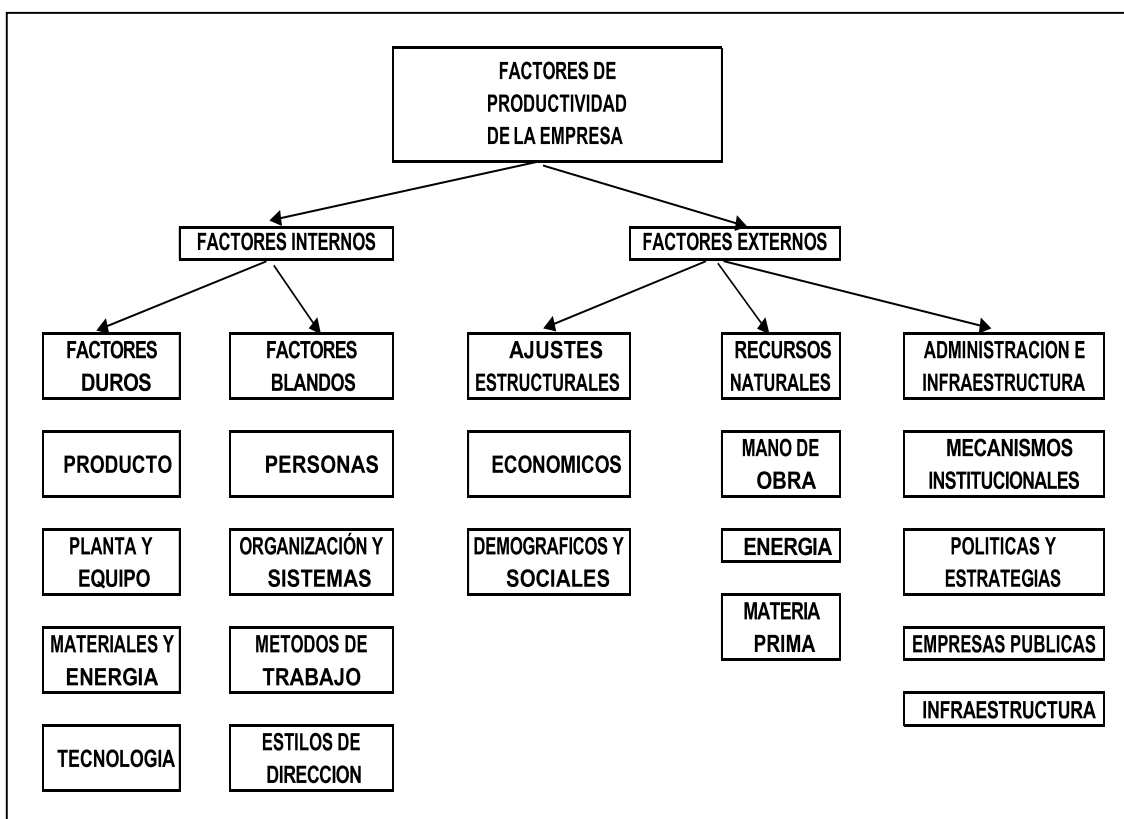 FACTORES DE
PRODUCTIVIDAD
DE LA EMPRESA
FACTORES INTERNOS
FACTORES EXTERNOS
FACTORES
DUROS
FACTORES
BLANDOS
AJUSTES
ESTRUCTURALES
RECURSOS
NATURALES
ADMINISTRACION E
INFRAESTRUCTURA
PRODUCTO
PERSONAS
ECONOMICOS
MANO DE
OBRA
MECANISMOS
INSTITUCIONALES
PLANTA Y
EQUIPO
ORGANIZACIÓN Y
SISTEMAS
DEMOGRAFICOS Y
SOCIALES
ENERGIA
POLITICAS Y
ESTRATEGIAS
MATERIALES Y
ENERGIA
METODOS DE
TRABAJO
MATERIA
PRIMA
EMPRESAS PUBLICAS
INFRAESTRUCTURA
TECNOLOGIA
ESTILOS DE
DIRECCION